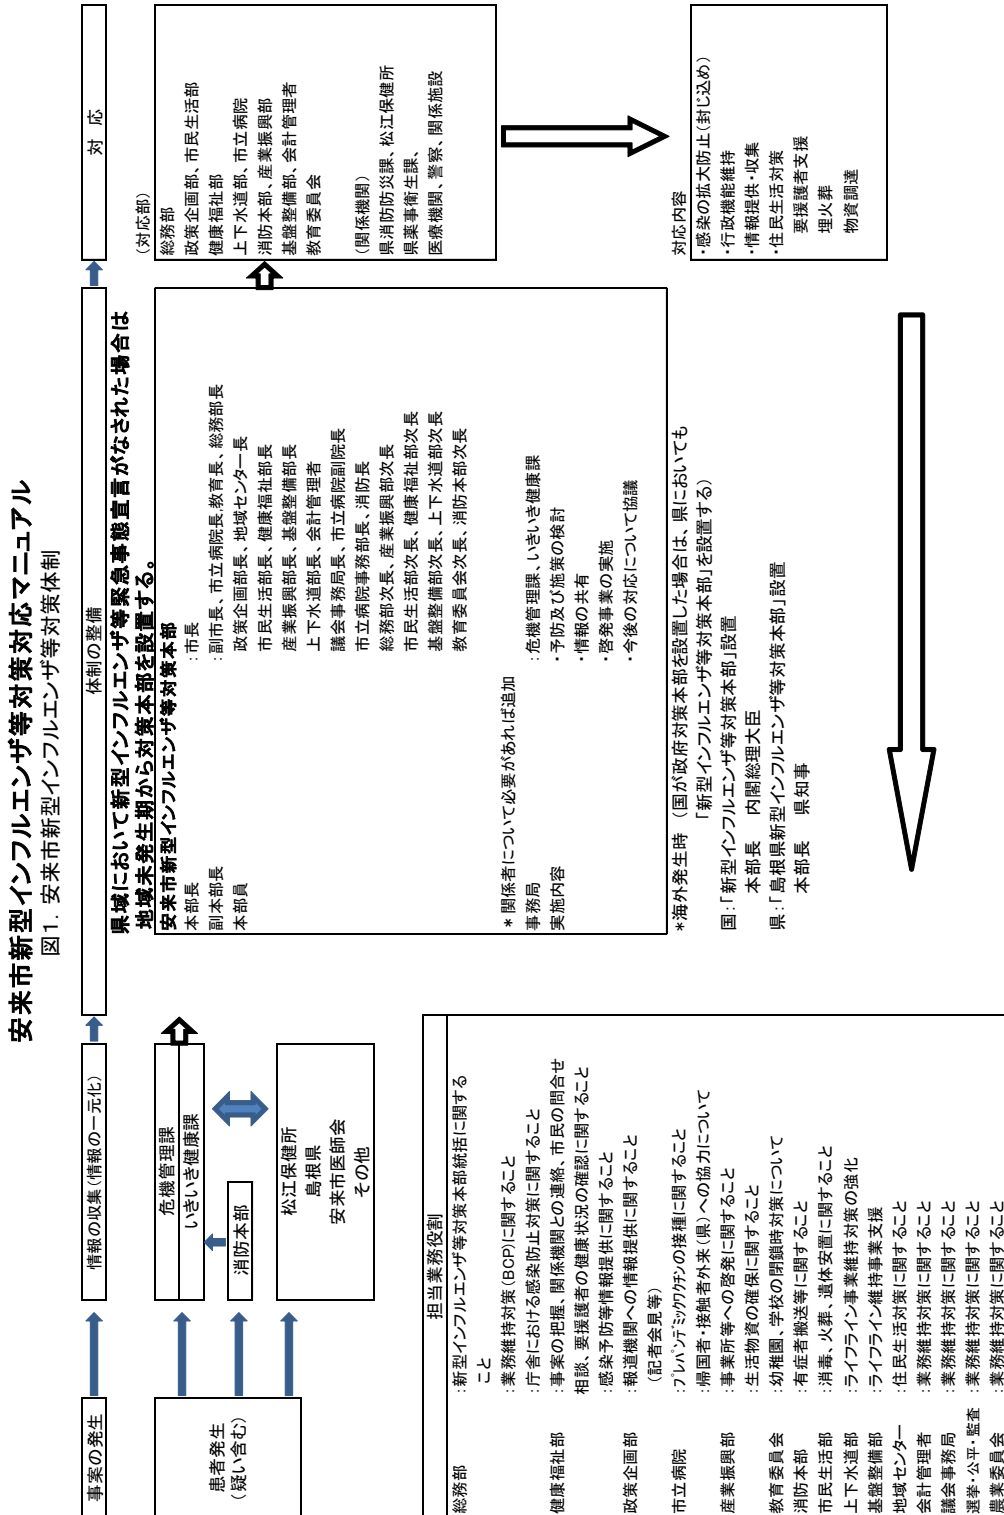 安来市新型インフルエンザ等対策対応マニュアル
図１．安来市新型インフルエンザ等対策体制
事案の発生
情報の収集(情報の一元化)
体制の整備
対　応
患者発生
(疑い含む)
危機管理課
いきいき健康課
消防本部
松江保健所
島根県
安来市医師会
その他
県域において新型インフルエンザ等緊急事態宣言がなされた場合は
地域未発生期から対策本部を設置する。
安来市新型インフルエンザ等対策本部
本部長　：市長
副本部長　：副市長、市立病院長,教育長、総務部長
本部員　政策企画部長、地域センター長
市民生活部長、健康福祉部長
産業振興部長、基盤整備部長
上下水道部長、会計管理者
議会事務局長、市立病院副院長
市立病院事務部長、消防長
総務部次長、産業振興部次長
市民生活部次長、健康福祉部次長
基盤整備部次長、上下水道部次長
教育委員会次長、消防本部次長
＊関係者について必要があれば追加
事務局　：危機管理課、いきいき健康課
実施内容　・予防及び施策の検討
・情報の共有
・啓発事業の実施
・今後の対応について協議
*海外発生時　(国が政府対策本部を設置した場合は、県においても
「新型インフルエンザ等対策本部」を設置する)
国：「新型インフルエンザ等対策本部」設置
本部長　内閣総理大臣
県：「島根県新型インフルエンザ等対策本部」設置
本部長　県知事
(対応部)
総務部
政策企画部、市民生活部
健康福祉部
上下水道部、市立病院
消防本部、産業振興部
基盤整備部、会計管理者
教育委員会
(関係機関)
県消防防災課、松江保健所
県薬事衛生課、
医療機関、警察、関係施設
対応内容
・感染の拡大防止(封じ込め)
・行政機能維持
・情報提供・収集
・住民生活対策
要援護者支援
埋火葬
物資調達
担当業務役割
総務部　：新型インフルエンザ等対策本部統括に関する
こと
：業務維持対策(BCP)に関すること
：庁舎における感染防止対策に関すること
健康福祉部　：事案の把握、関係機関との連絡、市民の問合せ
相談、要援護者の健康状況の確認に関すること
：感染予防等情報提供に関すること
政策企画部　：報道機関への情報提供に関すること
(記者会見等)
市立病院　：ﾌﾟﾚﾊﾟﾝﾃﾞﾐｯｸﾜｸﾁﾝの接種に関すること
：帰国者・接触者外来(県)への協力について
産業振興部　：事業所等への啓発に関すること
：生活物資の確保に関すること
教育委員会　：幼稚園、学校の閉鎖時対策について
消防本部　：有症者搬送等に関すること
市民生活部　：消毒、火葬、遺体安置に関すること
上下水道部　：ライフライン事業維持対策の強化
基盤整備部　：ライフライン維持事業支援
地域センター　：住民生活対策に関すること
会計管理者　：業務維持対策に関すること
議会事務局　：業務維持対策に関すること
選挙・公平・監査　：業務維持対策に関すること
農業委員会　：業務維持対策に関すること